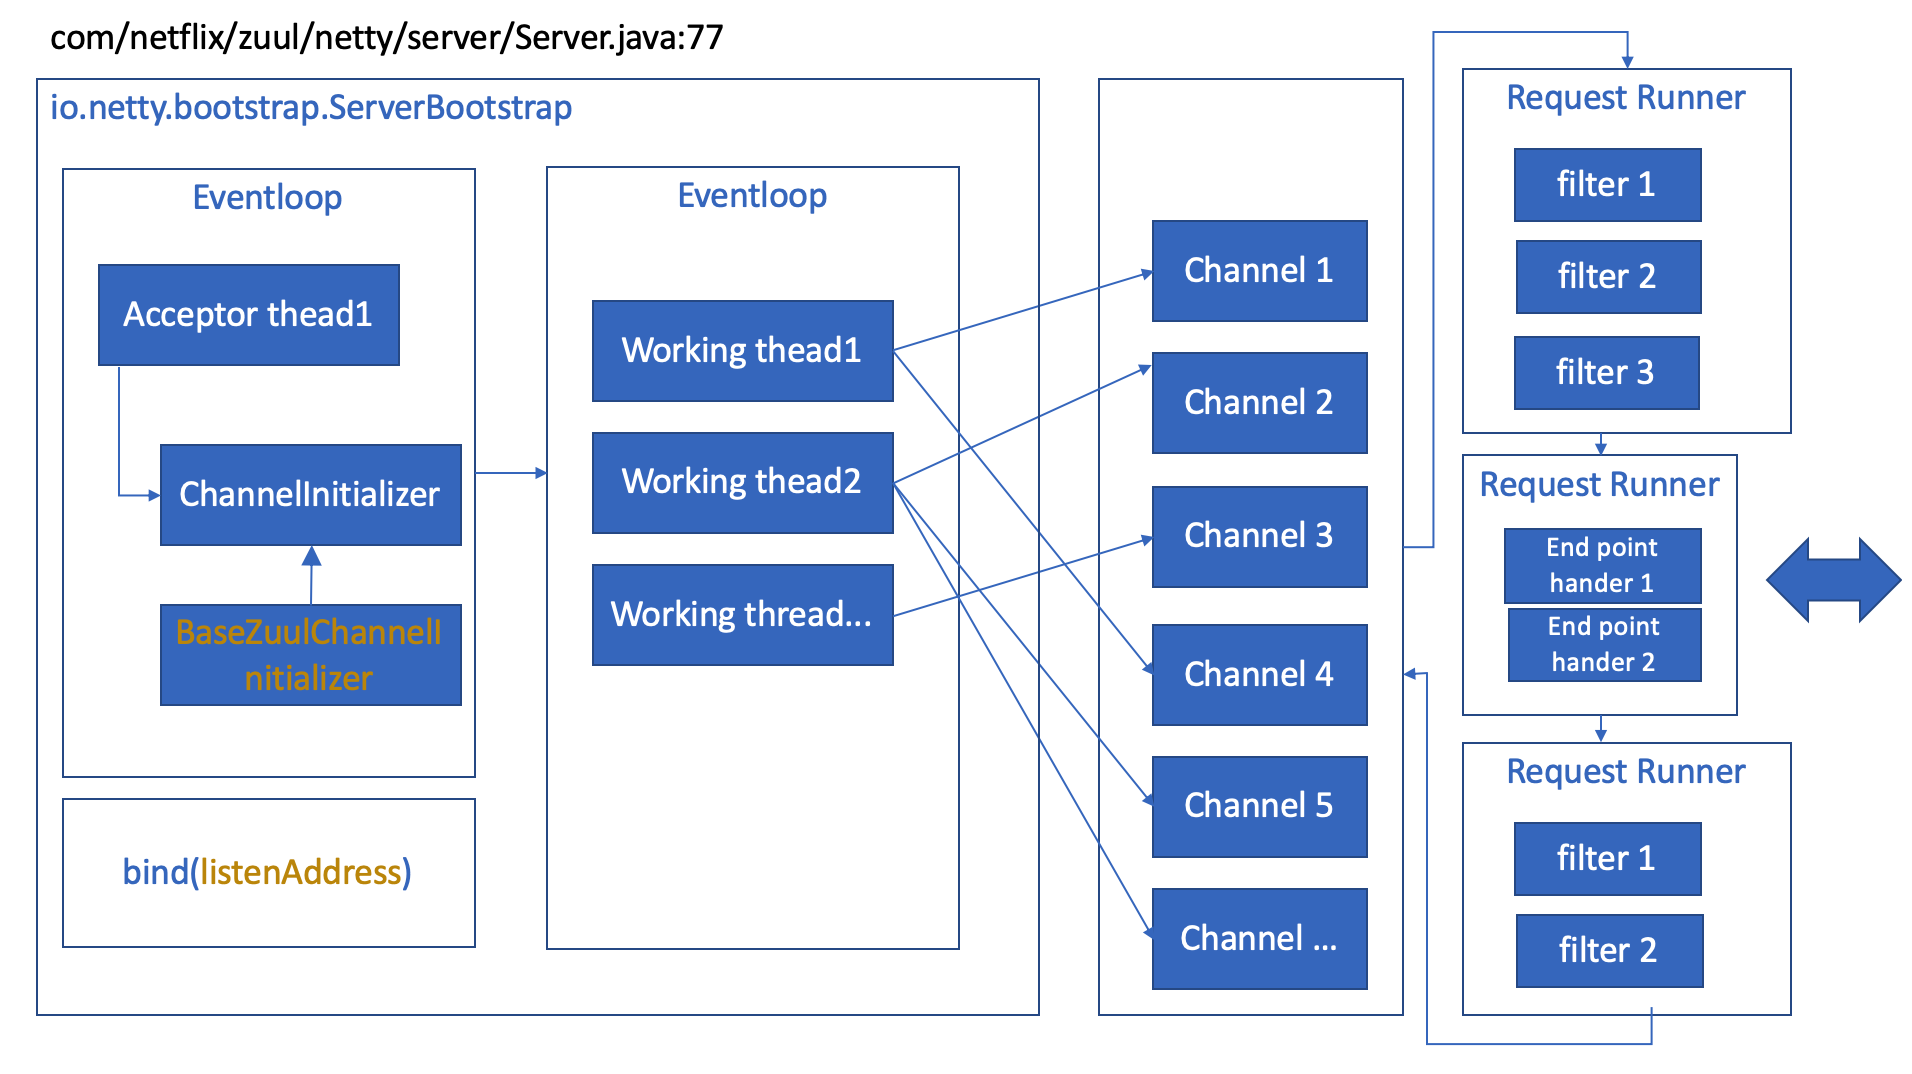 com/netflix/zuul/netty/server/Server.java:77
io.netty.bootstrap.ServerBootstrap
Eventloop
Acceptor thead1
ChannelInitializer
BaseZuulChannelI
nitializer
bind(listenAddress)
Eventloop
Working thead1
Working thead2
Working thread...
Channel 1
Channel 2
Channel 3
Channel 4
Channel 5
Channel ...
Request Runner
filter 1
filter 2
filter 3
Request Runner
End point
hander 1
End point
hander 2
Request Runner
filter 1
filter 2